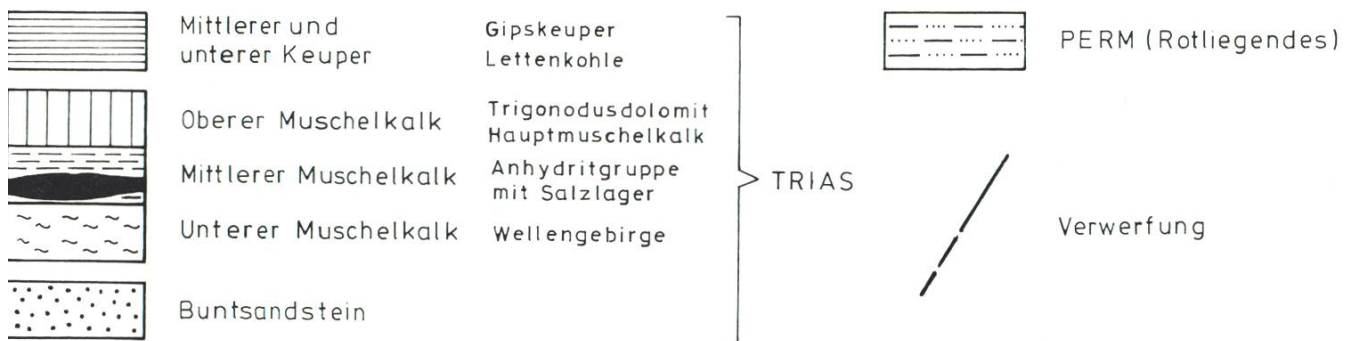 Mittlerer und
unterer Keuper
Gipskeuper
Lettenkohle
Oberer Muschelkalk
Trigonodusdolomit
Hauptmuschelkalk
Mittlerer Muschelkalk
Anhydritgruppe
mit Salzlager
Unterer Muschelkalk
Wellengebirge
Buntsandstein
TRIAS
PERM (Rotliegendes)
Verwerfung